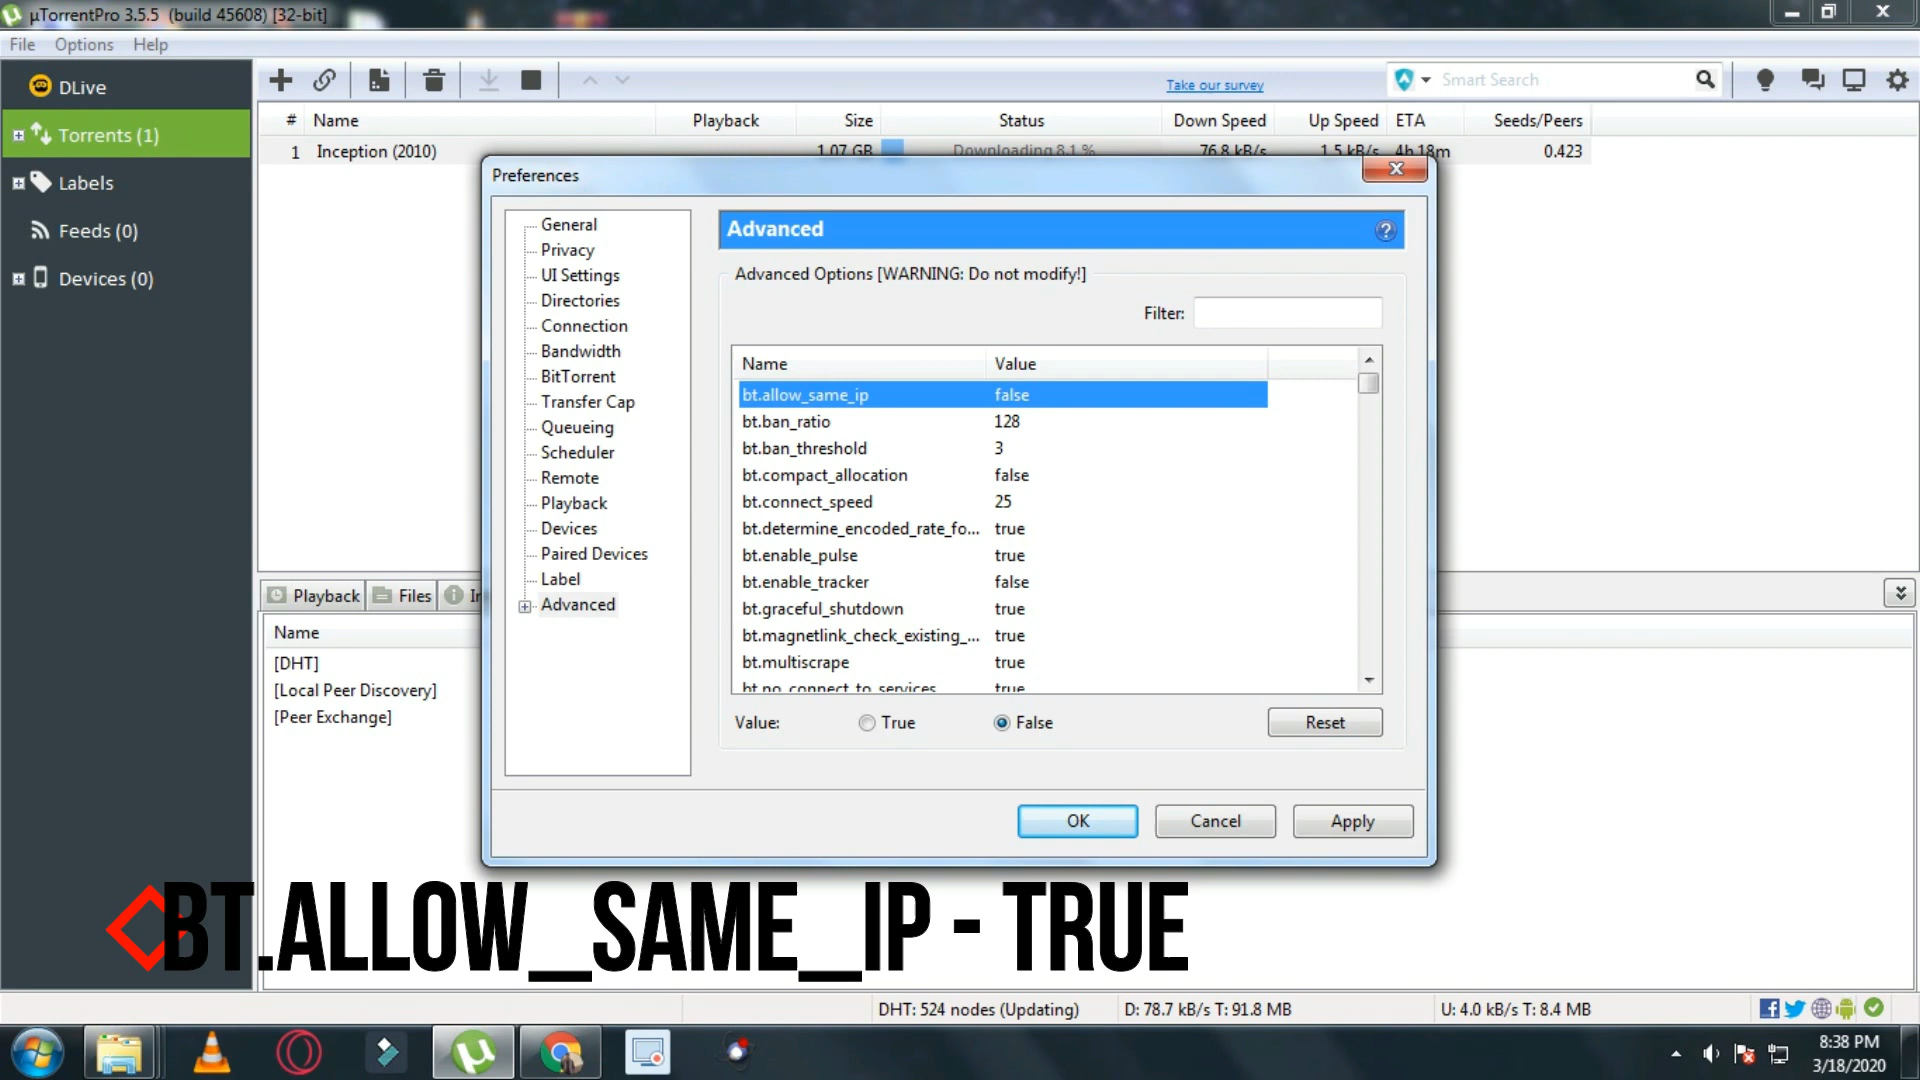 µTorrentPro 3.5.5 (build 45608) [32-bit]
File Options Help
DLive
Torrents (1)
Labels
Feeds (0)
Devices (0)
Take our survey
Smart Search
# Name Playback Size Status Down Speed Up Speed ETA Seeds/Peers
1 Inception (2010) 1.07 GB Downloading 8.1 % 76.8 kB/s 1.5 kB/s 4h 18m 0.423
Preferences
General
Privacy
UI Settings
Directories
Connection
Bandwidth
BitTorrent
Transfer Cap
Queueing
Scheduler
Remote
Playback
Devices
Paired Devices
Label
Advanced
Advanced
Advanced Options [WARNING: Do not modify!]
Filter:
Name Value
bt.allow_same_ip false
bt.ban_ratio 128
bt.ban_threshold 3
bt.compact_allocation false
bt.connect_speed 25
bt.determine_encoded_rate_fo... true
bt.enable_pulse true
bt.enable_tracker false
bt.graceful_shutdown true
bt.magnetlink_check_existing_... true
bt.multiscrape true
bt.no_connect_to_services true
Value: True False Reset
OK Cancel Apply
Playback Files
Name
[DHT]
[Local Peer Discovery]
[Peer Exchange]
BT.ALLOW_SAME_IP - TRUE
DHT: 524 nodes (Updating) D: 78.7 kB/s T: 91.8 MB U: 4.0 kB/s T: 8.4 MB
8:38 PM
3/18/2020